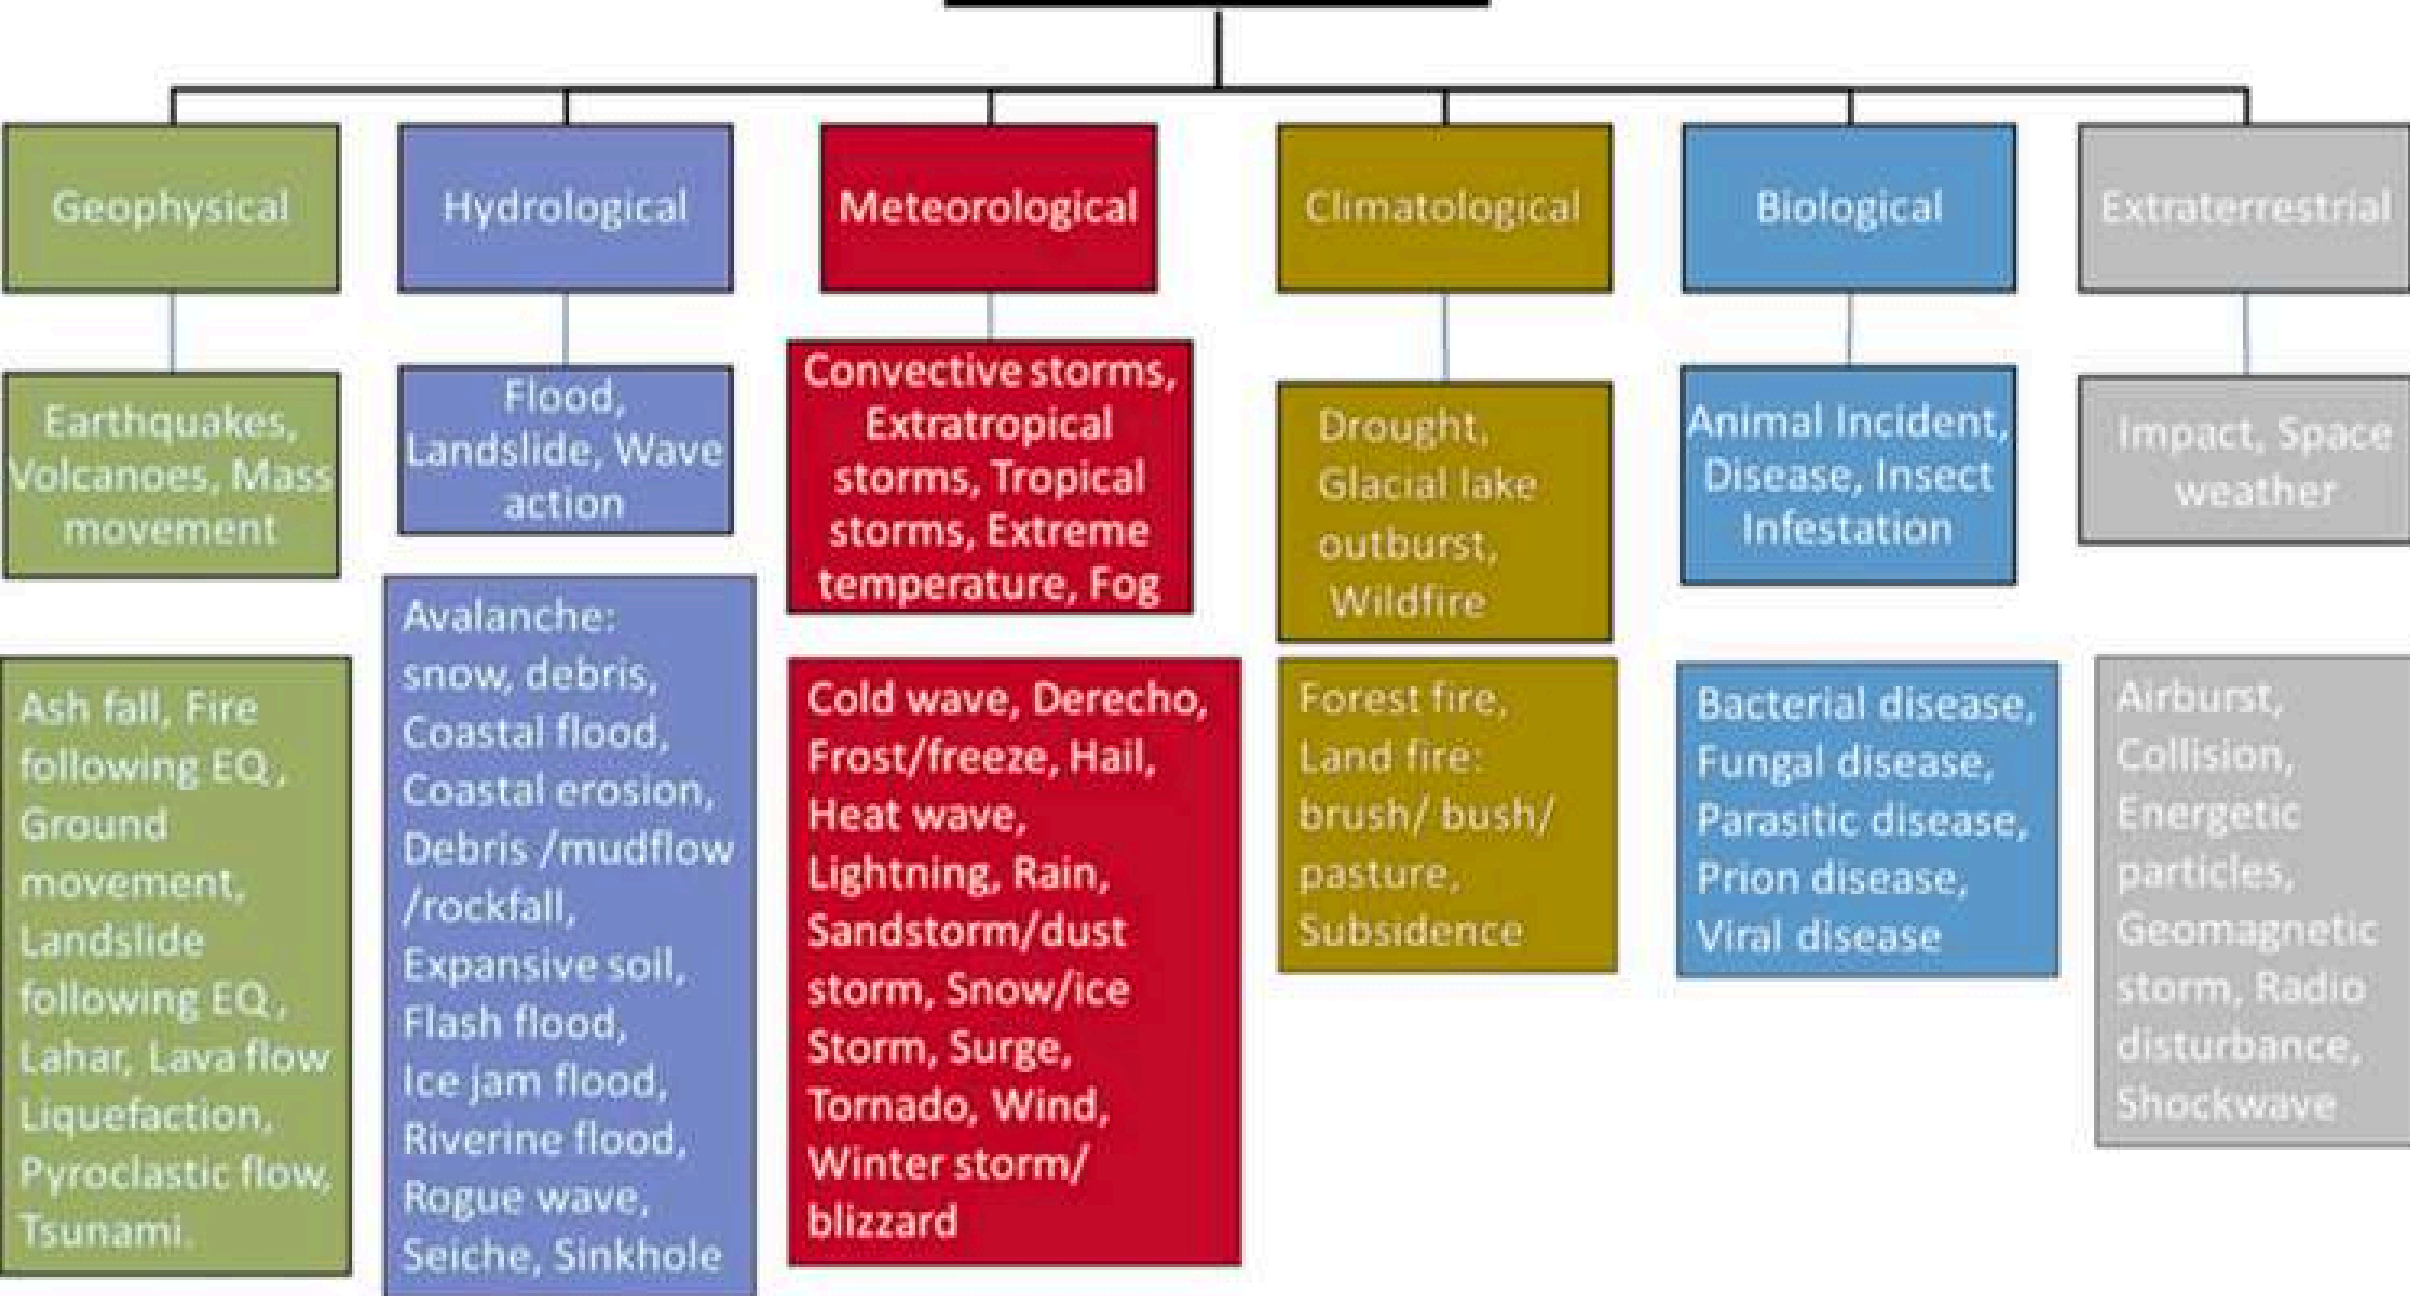 Geophysical
Hydrological
Meteorological
Climatological
Biological
Extraterrestrial
Earthquakes,
Volcanoes, Mass
movement
Flood,
Landslide, Wave
action
Convective storms,
Extratropical
storms, Tropical
storms, Extreme
temperature, Fog
Drought,
Glacial lake
outburst,
Wildfire
Animal Incident,
Disease, Insect
Infestation
Impact, Space
weather
Ash fall, Fire
following EQ,
Ground
movement,
Landslide
following EQ,
Lahar, Lava flow
Liquefaction,
Pyroclastic flow,
Tsunami.
Avalanche:
snow, debris,
Coastal flood,
Coastal erosion,
Debris /mudflow
/rockfall,
Expansive soil,
Flash flood,
Ice jam flood,
Riverine flood,
Rogue wave,
Seiche, Sinkhole
Cold wave, Derecho,
Frost/freeze, Hail,
Heat wave,
Lightning, Rain,
Sandstorm/dust
storm, Snow/ice
Storm, Surge,
Tornado, Wind,
Winter storm/
blizzard
Forest fire,
Land fire:
brush/ bush/
pasture,
Subsidence
Bacterial disease,
Fungal disease,
Parasitic disease,
Prion disease,
Viral disease
Airburst,
Collision,
Energetic
particles,
Geomagnetic
storm, Radio
disturbance,
Shockwave